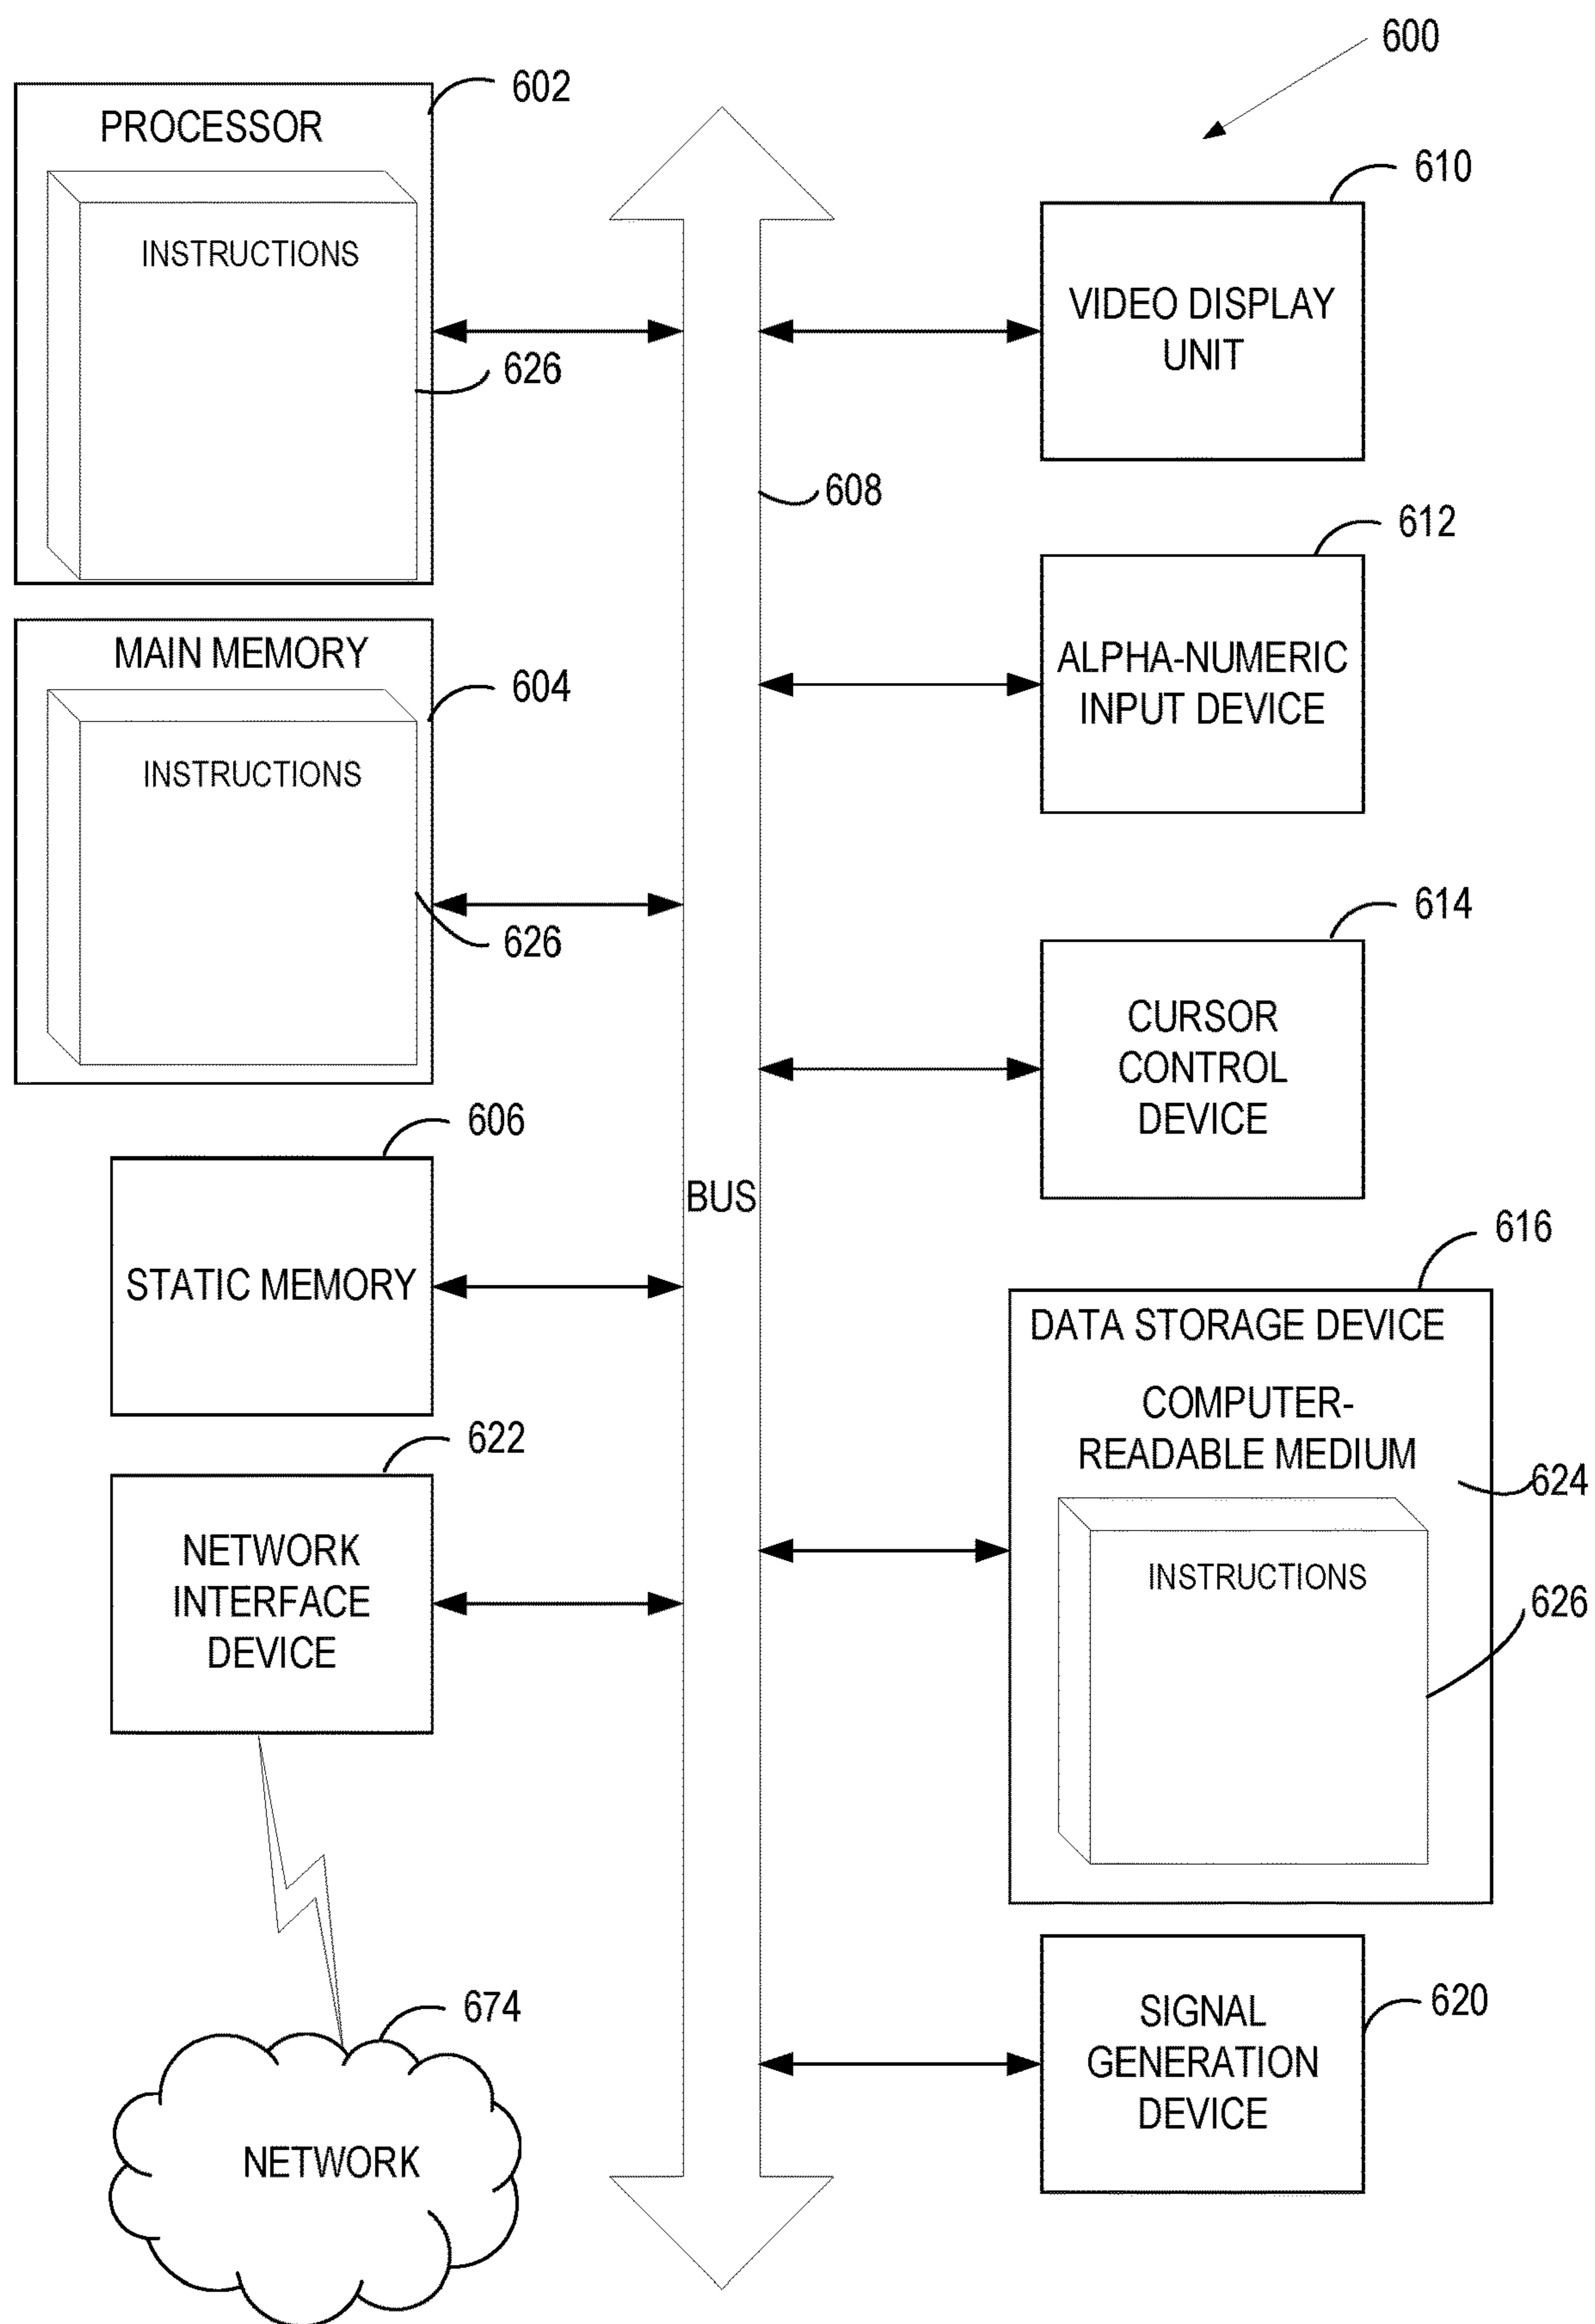 600
602
PROCESSOR
INSTRUCTIONS
626
MAIN MEMORY
604
INSTRUCTIONS
626
606
STATIC MEMORY
622
NETWORK
INTERFACE
DEVICE
674
NETWORK
BUS
608
610
VIDEO DISPLAY
UNIT
612
ALPHA-NUMERIC
INPUT DEVICE
614
CURSOR
CONTROL
DEVICE
616
DATA STORAGE DEVICE
COMPUTER-
READABLE MEDIUM
624
INSTRUCTIONS
626
SIGNAL
GENERATION
DEVICE
620